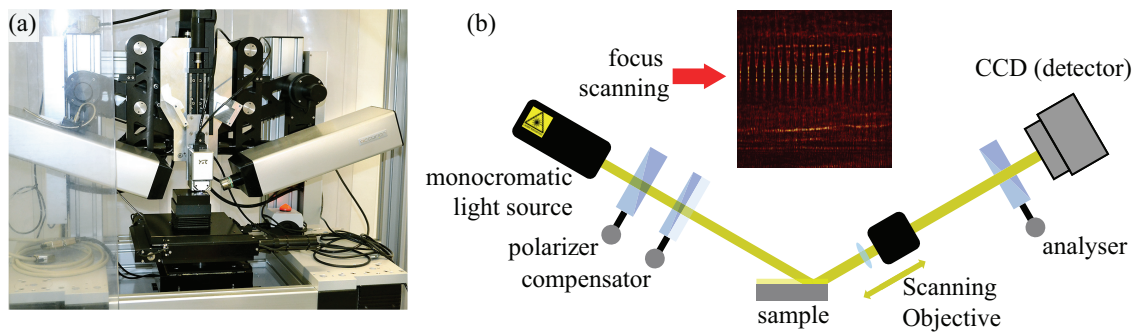 (a)
(b)
focus
scanning
CCD (detector)
monocromatic
light source
polarizer
compensator
sample
Scanning
Objective
analyser